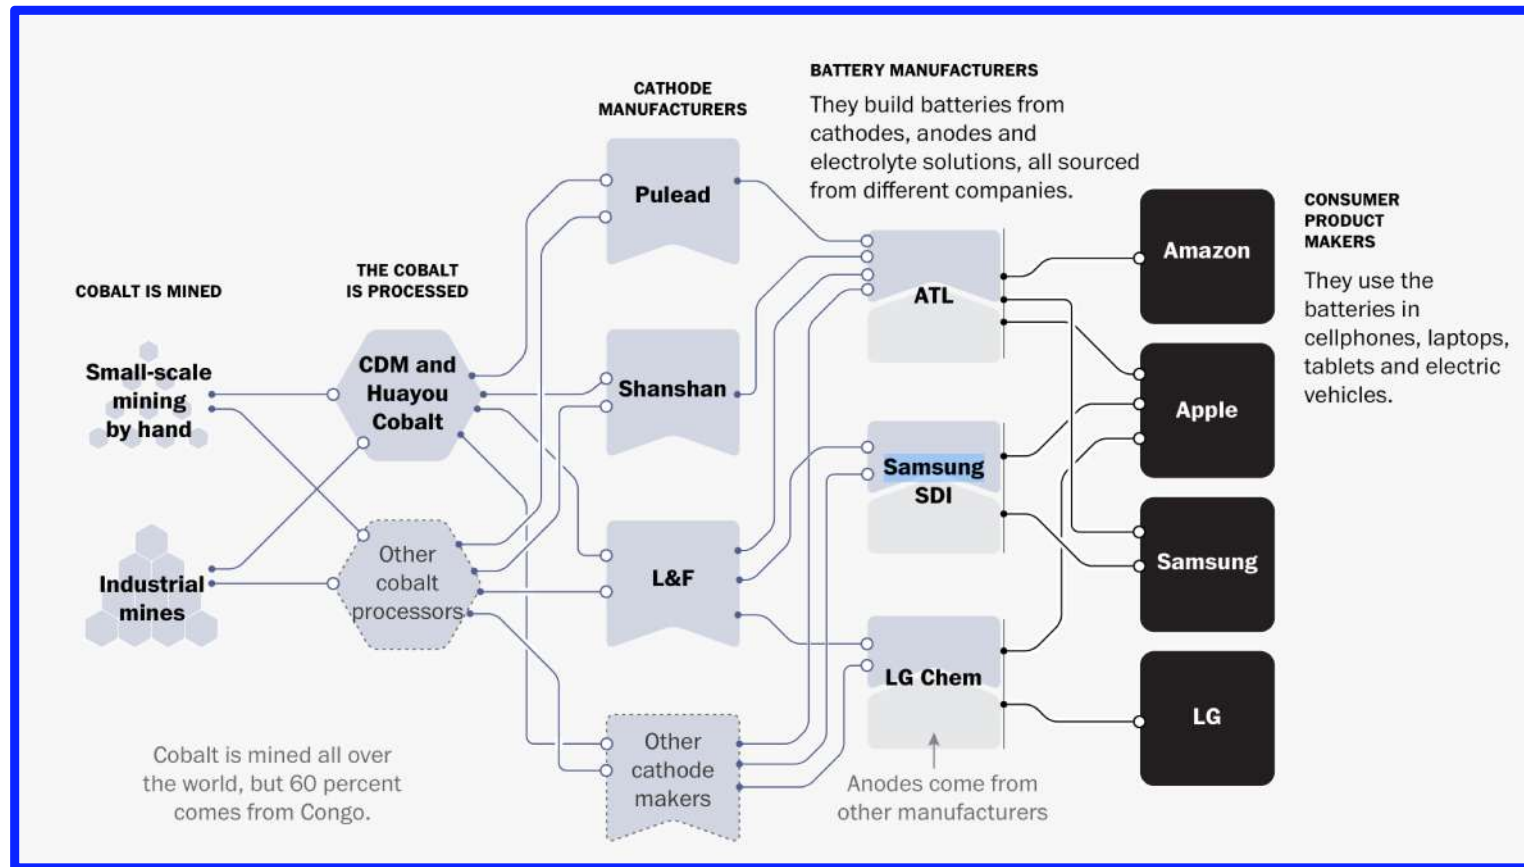 COBALT IS MINED
Small-scale
mining
by hand
Industrial
mines
Cobalt is mined all over
the world, but 60 percent
comes from Congo.
THE COBALT
IS PROCESSED
CDM and
Huayou
Cobalt
Other
cobalt
processors
CATHODE
MANUFACTURERS
Pulead
Shanshan
L&F
Other
cathode
makers
BATTERY MANUFACTURERS
They build batteries from
cathodes, anodes and
electrolyte solutions, all sourced
from different companies.
ATL
Samsung
SDI
LG Chem
Anodes come from
other manufacturers
Amazon
Apple
Samsung
LG
CONSUMER
PRODUCT
MAKERS
They use the
batteries in
cellphones, laptops,
tablets and electric
vehicles.